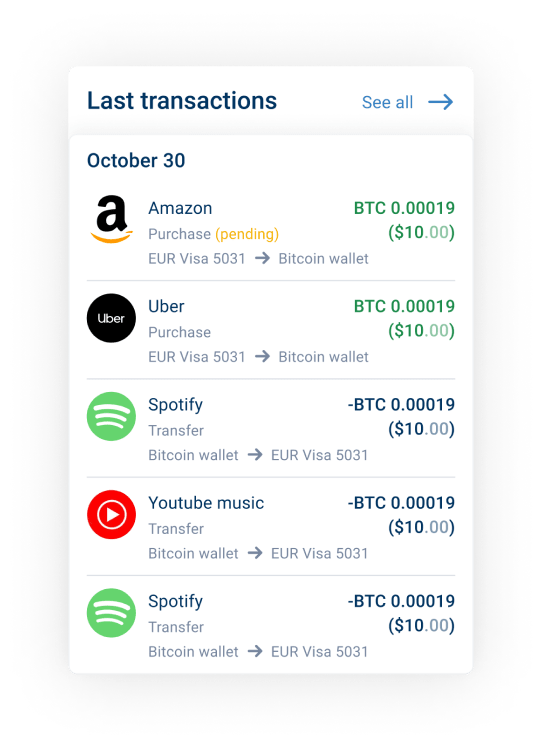 Last transactions
See all
October 30
Amazon
BTC 0.00019
Purchase (pending)
($10.00)
EUR Visa 5031 → Bitcoin wallet
Uber
Uber
BTC 0.00019
Purchase
($10.00)
EUR Visa 5031 → Bitcoin wallet
Spotify
-BTC 0.00019
Transfer
($10.00)
Bitcoin wallet → EUR Visa 5031
Youtube music
-BTC 0.00019
Transfer
($10.00)
Bitcoin wallet → EUR Visa 5031
Spotify
-BTC 0.00019
Transfer
($10.00)
Bitcoin wallet → EUR Visa 5031